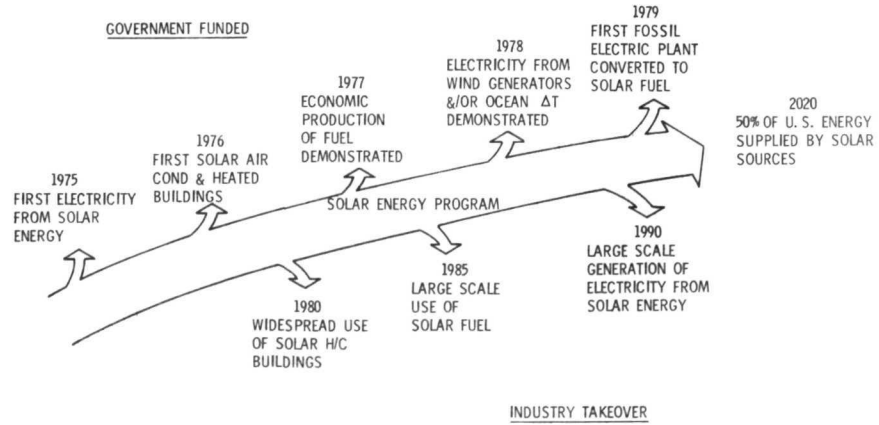 GOVERNMENT FUNDED
1975
FIRST ELECTRICITY
FROM SOLAR
ENERGY
1976
FIRST SOLAR AIR
COND & HEATED
BUILDINGS
1977
ECONOMIC
PRODUCTION
OF FUEL
DEMONSTRATED
1978
ELECTRICITY FROM
WIND GENERATORS
&/OR OCEAN ΔT
DEMONSTRATED
1979
FIRST FOSSIL
ELECTRIC PLANT
CONVERTED TO
SOLAR FUEL
2020
50% OF U.S. ENERGY
SUPPLIED BY SOLAR
SOURCES
SOLAR ENERGY PROGRAM
1980
WIDESPREAD USE
OF SOLAR H/C
BUILDINGS
1985
LARGE SCALE
USE OF
SOLAR FUEL
1990
LARGE SCALE
GENERATION OF
ELECTRICITY FROM
SOLAR ENERGY
INDUSTRY TAKEOVER